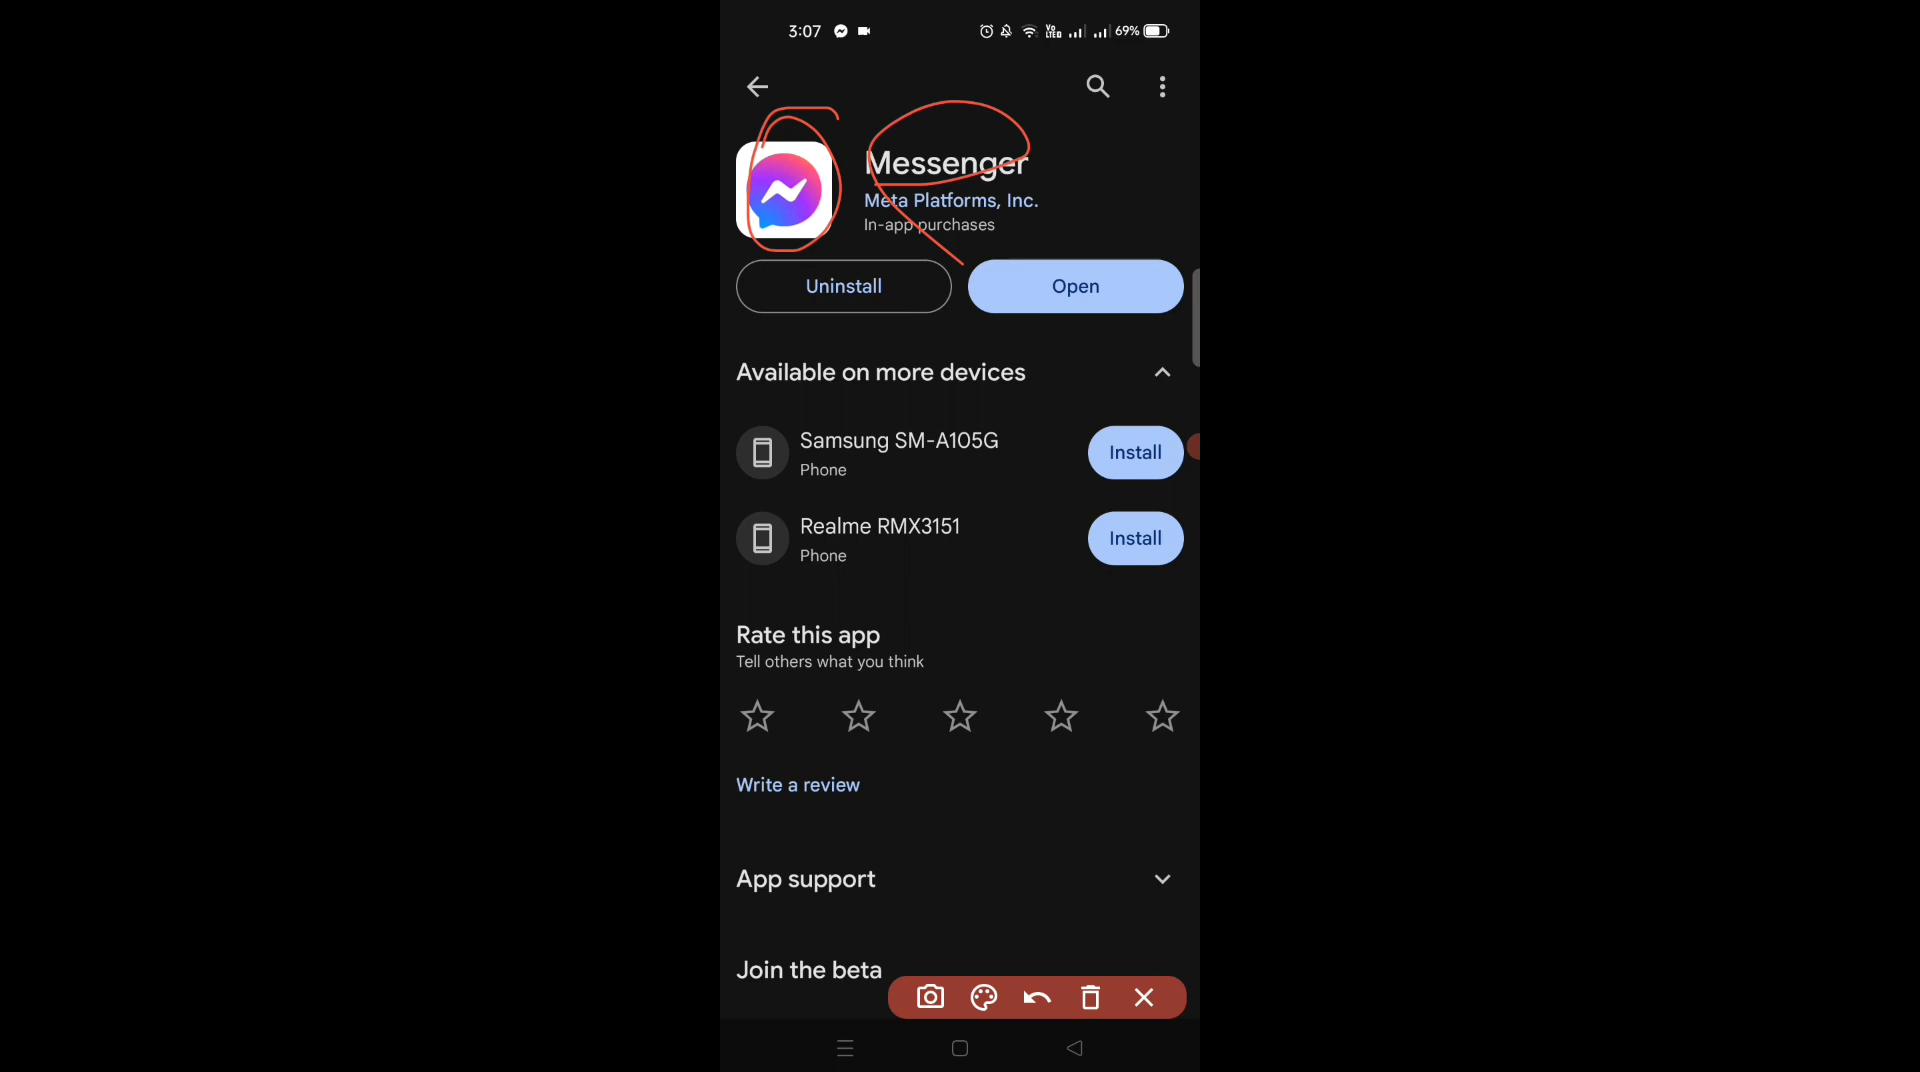 3:07
Vo LTE 69%
Messenger
Meta Platforms, Inc.
In-app purchases
Uninstall
Open
Available on more devices
Samsung SM-A105G
Phone
Install
Realme RMX3151
Phone
Install
Rate this app
Tell others what you think
Write a review
App support
Join the beta